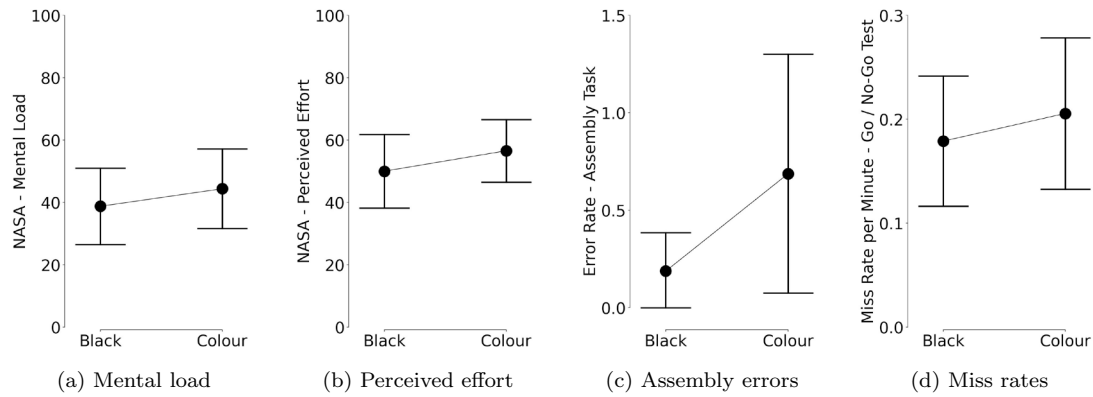 NASA - Mental Load
100
80
60
40
20
0
Black Colour
(a) Mental load
NASA - Perceived Effort
100
80
60
40
20
0
Black Colour
(b) Perceived effort
Error Rate - Assembly Task
1.5
1.0
0.5
0.0
Black Colour
(c) Assembly errors
Miss Rate per Minute - Go / No-Go Test
0.3
0.2
0.1
0.0
Black Colour
(d) Miss rates